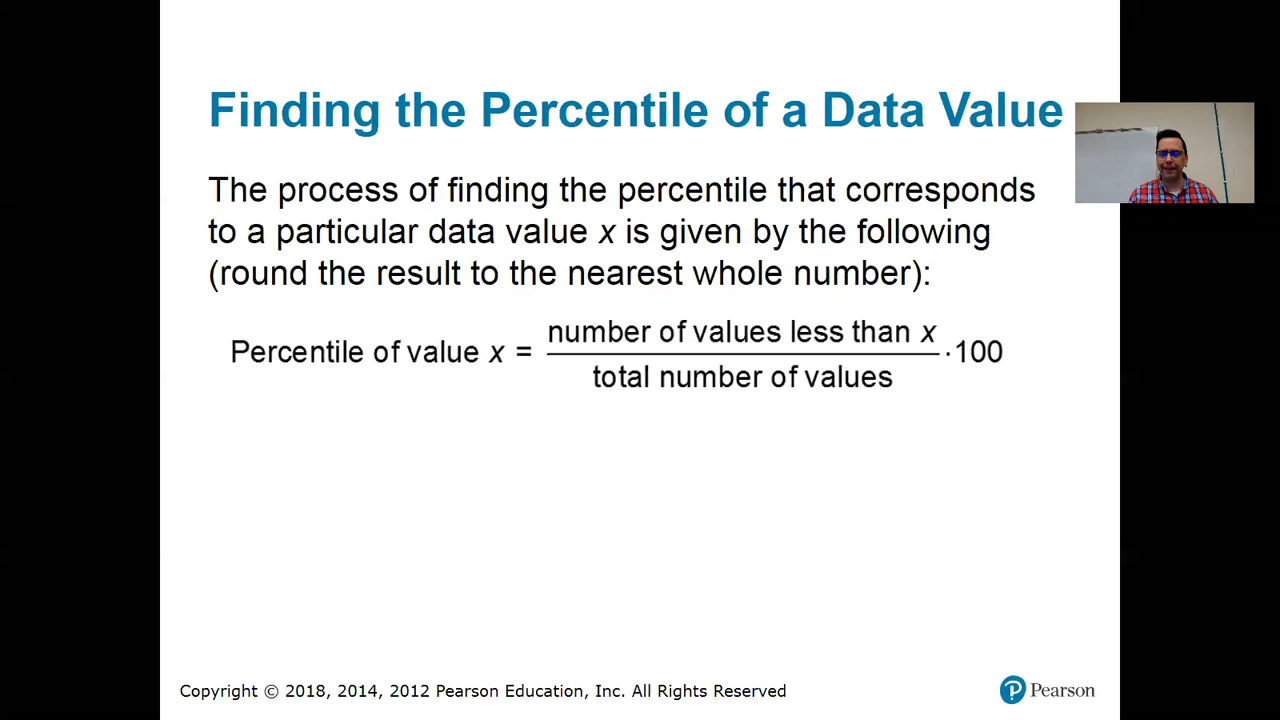 Finding the Percentile of a Data Value
The process of finding the percentile that corresponds
to a particular data value x is given by the following
(round the result to the nearest whole number):
Percentile of value x = number of values less than x / total number of values · 100
Copyright © 2018, 2014, 2012 Pearson Education, Inc. All Rights Reserved
P Pearson